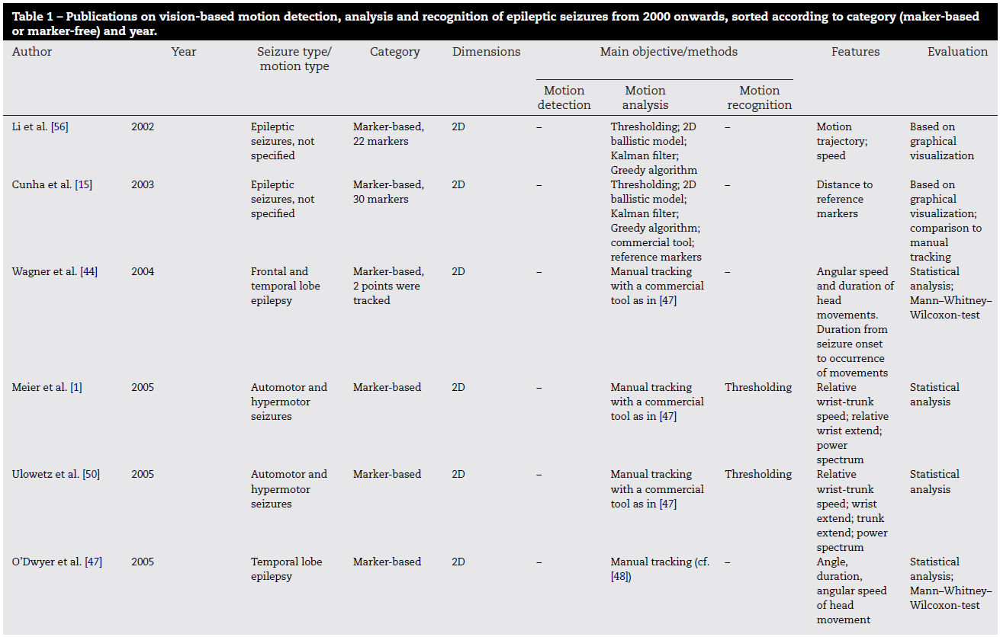 Table 1 – Publications on vision-based motion detection, analysis and recognition of epileptic seizures from 2000 onwards, sorted according to category (maker-based
or marker-free) and year.
Author Year Seizure type/ Category Dimensions Main objective/methods Features Evaluation
motion type
Motion Motion Motion
detection analysis recognition
Li et al. [56] 2002 Epileptic Marker-based, 2D – Thresholding; 2D – Motion Based on
seizures, not 22 markers ballistic model; trajectory; graphical
specified Kalman filter; speed visualization
Greedy algorithm
Cunha et al. [15] 2003 Epileptic Marker-based, 2D – Thresholding; 2D – Distance to Based on
seizures, not 30 markers ballistic model; reference graphical
specified Kalman filter; markers visualization;
Greedy algorithm; comparison to
commercial tool; manual
reference markers tracking
Wagner et al. [44] 2004 Frontal and Marker-based, 2D – Manual tracking – Angular speed Statistical
temporal lobe 2 points were with a commercial and duration of analysis;
epilepsy tracked tool as in [47] head Mann–Whitney–
movements. Wilcoxon-test
Duration from
seizure onset
to occurrence
of movements
Meier et al. [1] 2005 Automotor and Marker-based 2D – Manual tracking Thresholding Relative Statistical
hypermotor with a commercial wrist-trunk analysis
seizures tool as in [47] speed; relative
wrist extend;
power
spectrum
Ulowetz et al. [50] 2005 Automotor and Marker-based 2D – Manual tracking Thresholding Relative Statistical
hypermotor with a commercial wrist-trunk analysis
seizures tool as in [47] speed; wrist
extend; trunk
extend; power
spectrum
O'Dwyer et al. [47] 2005 Temporal lobe Marker-based 2D – Manual tracking (cf. – Angle, Statistical
epilepsy [48]) duration, analysis;
angular speed Mann–Whitney–
of head Wilcoxon-test
movement